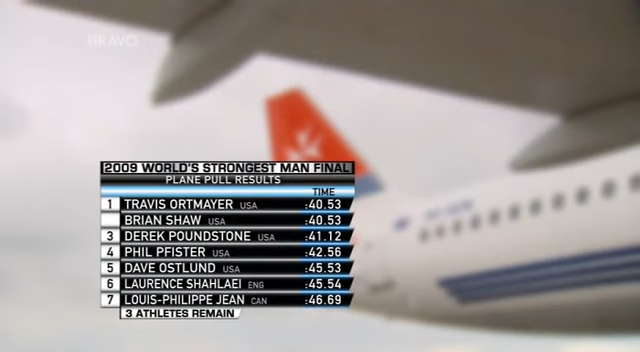 BRAVO
2009 WORLD'S STRONGEST MAN FINAL
PLANE PULL RESULTS
TIME
1 TRAVIS ORTMAYER USA :40.53
BRIAN SHAW USA :40.53
3 DEREK POUNDSTONE USA :41.12
4 PHIL PFISTER USA :42.56
5 DAVE OSTLUND USA :45.53
6 LAURENCE SHAHLAEI ENG :45.54
7 LOUIS-PHILIPPE JEAN CAN :46.69
3 ATHLETES REMAIN